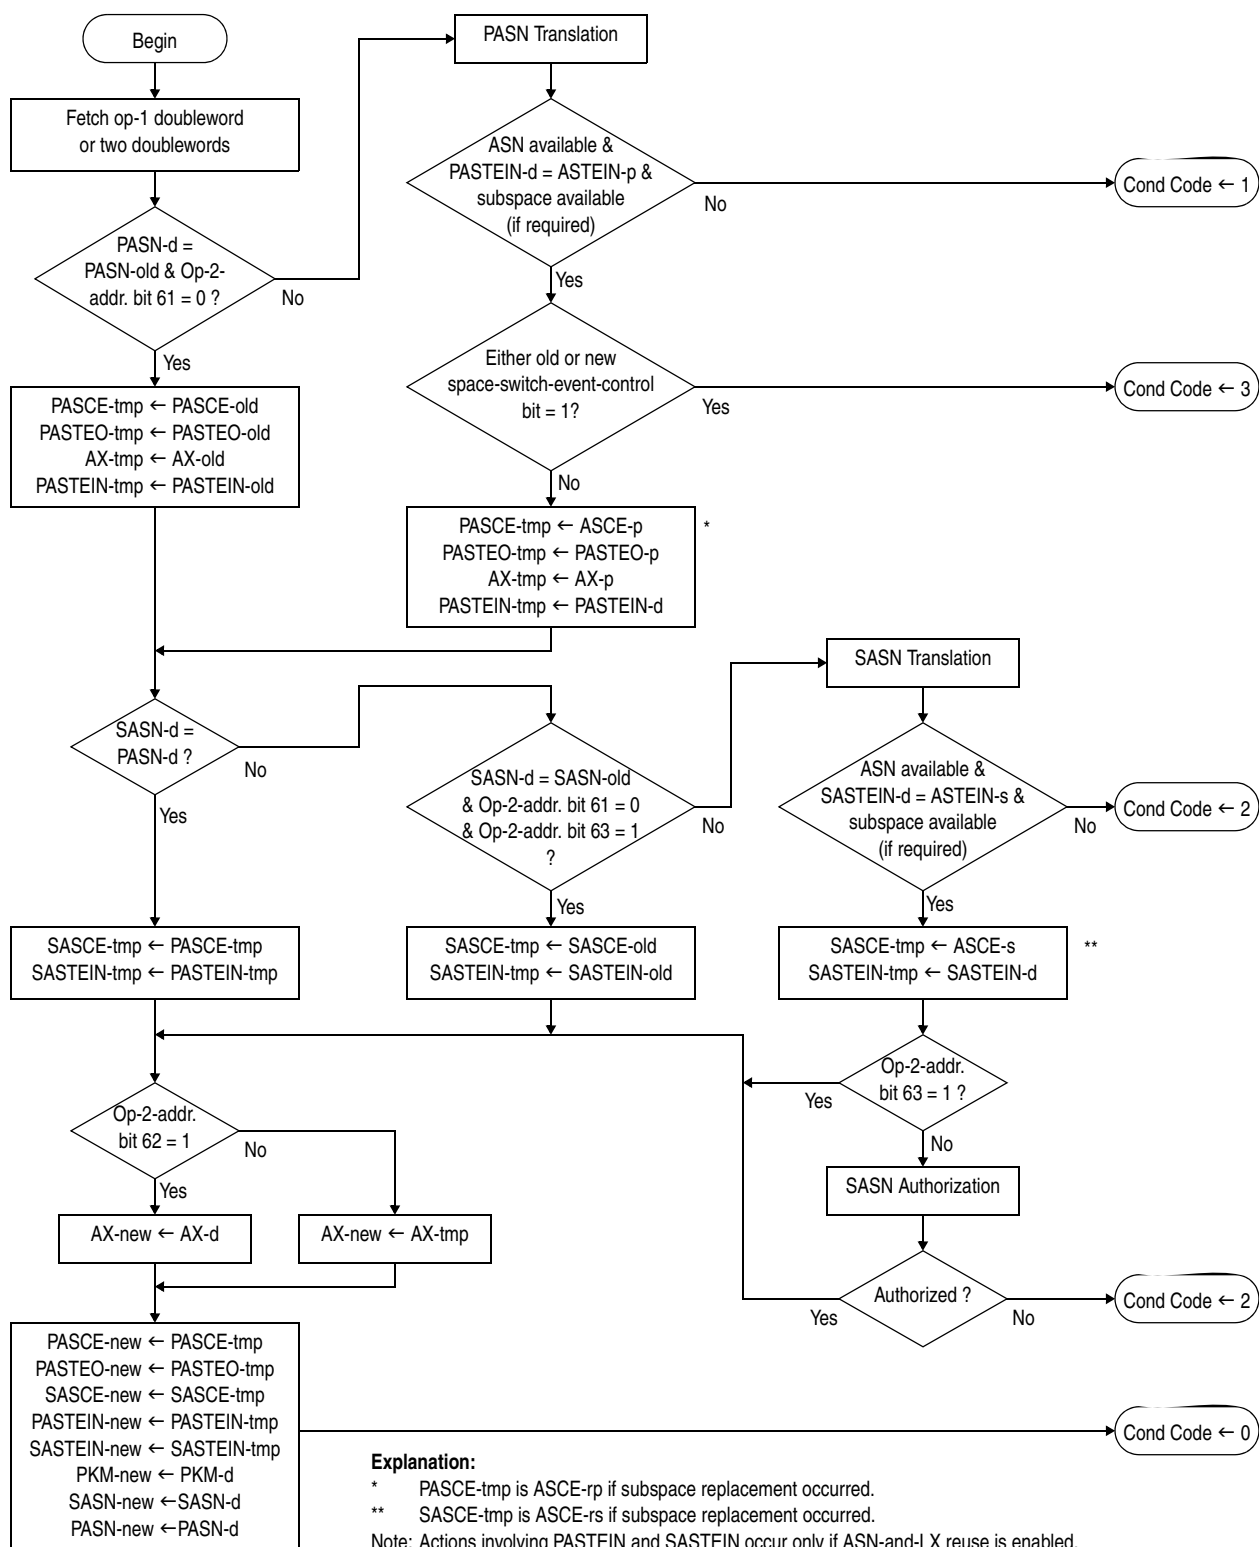 Begin
Fetch op-1 doubleword
or two doublewords
PASN-d =
PASN-old & Op-2-
addr. bit 61 = 0 ?
No
Yes
PASCE-tmp ← PASCE-old
PASTEO-tmp ← PASTEO-old
AX-tmp ← AX-old
PASTEIN-tmp ← PASTEIN-old
PASN Translation
ASN available &
PASTEIN-d = ASTEIN-p &
subspace available
(if required)
No
Cond Code ← 1
Yes
Either old or new
space-switch-event-control
bit = 1?
Yes
Cond Code ← 3
No
PASCE-tmp ← ASCE-p
PASTEO-tmp ← PASTEO-p
AX-tmp ← AX-p
PASTEIN-tmp ← PASTEIN-d
*
SASN-d =
PASN-d ?
No
Yes
SASN-d = SASN-old
& Op-2-addr. bit 61 = 0
& Op-2-addr. bit 63 = 1
?
No
Yes
SASN Translation
ASN available &
SASTEIN-d = ASTEIN-s &
subspace available
(if required)
No
Cond Code ← 2
Yes
SASCE-tmp ← PASCE-tmp
SASTEIN-tmp ← PASTEIN-tmp
SASCE-tmp ← SASCE-old
SASTEIN-tmp ← SASTEIN-old
SASCE-tmp ← ASCE-s
SASTEIN-tmp ← SASTEIN-d
**
Op-2-addr.
bit 63 = 1 ?
Yes
No
SASN Authorization
Authorized ?
Yes
No
Cond Code ← 2
Op-2-addr.
bit 62 = 1
No
Yes
AX-new ← AX-d
AX-new ← AX-tmp
PASCE-new ← PASCE-tmp
PASTEO-new ← PASTEO-tmp
SASCE-new ← SASCE-tmp
PASTEIN-new ← PASTEIN-tmp
SASTEIN-new ← SASTEIN-tmp
PKM-new ← PKM-d
SASN-new ←SASN-d
PASN-new ←PASN-d
Cond Code ← 0
Explanation:
* PASCE-tmp is ASCE-rp if subspace replacement occurred.
** SASCE-tmp is ASCE-rs if subspace replacement occurred.
Note: Actions involving PASTEIN and SASTEIN occur only if ASN-and-LX reuse is enabled.